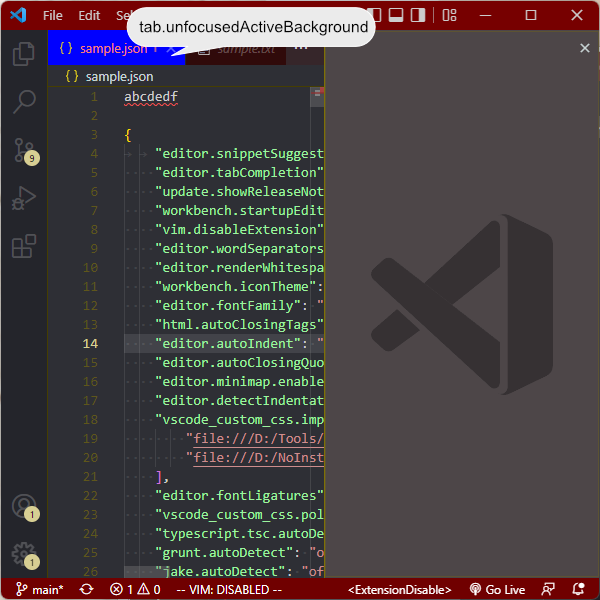 File Edit Se
tab.unfocusedActiveBackground
{} sample.json 1 sample.txt ...
{} sample.json
1 abcdedf
2
3 {
4 "editor.snippetSuggest
5 "editor.tabCompletion"
6 "update.showReleaseNot
7 "workbench.startupEdit
8 "vim.disableExtension"
9 "editor.wordSeparators
10 "editor.renderWhitespa
11 "workbench.iconTheme":
12 "editor.fontFamily": "
13 "html.autoClosingTags"
14 "editor.autoIndent": "
15 "editor.autoClosingQuo
16 "editor.minimap.enable
17 "editor.detectIndentat
18 "vscode_custom_css.imp
19 "file:///D:/Tools/
20 "file:///D:/NoInst
21 ],
22 "editor.fontLigatures"
23 "vscode_custom_css.pol
24 "typescript.tsc.autoDe
25 "grunt.autoDetect": "o
26 "jake.autoDetect": "of
9
1
1
main* 1 0 -- VIM: DISABLED -- <ExtensionDisable> Go Live